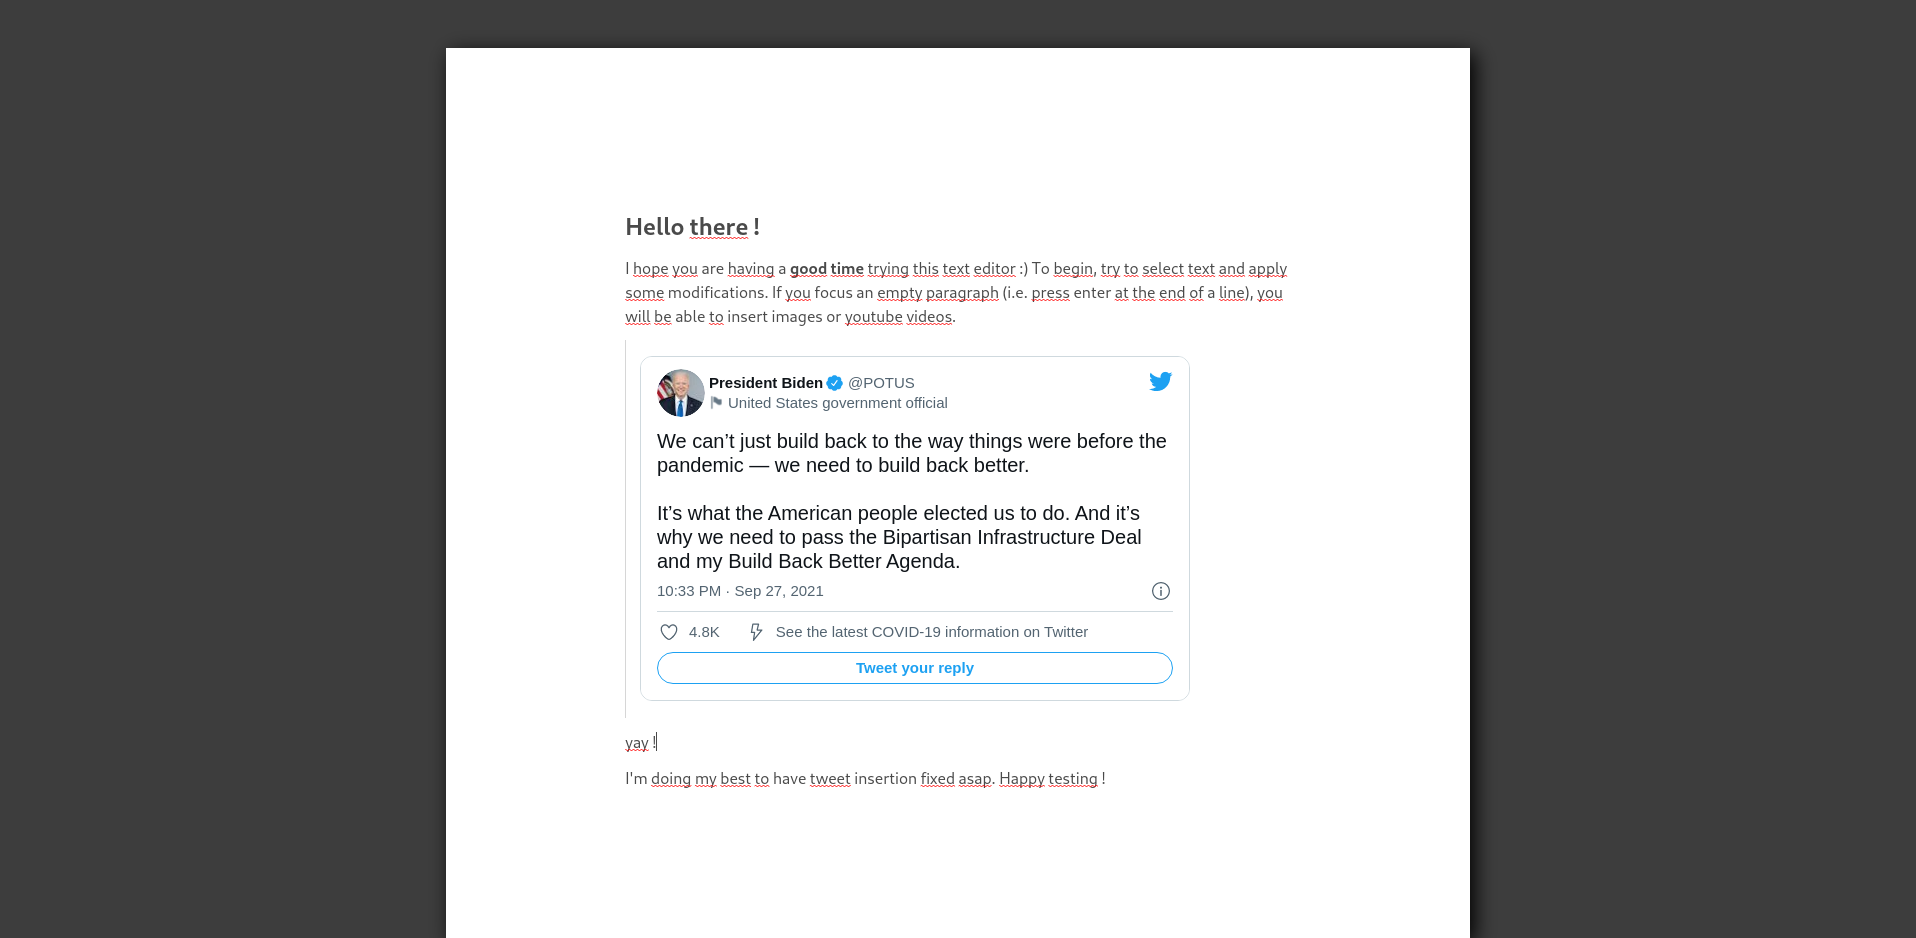 Hello there !
I hope you are having a good time trying this text editor :) To begin, try to select text and apply
some modifications. If you focus an empty paragraph (i.e. press enter at the end of a line), you
will be able to insert images or youtube videos.
President Biden @POTUS
United States government official
We can’t just build back to the way things were before the
pandemic — we need to build back better.
It’s what the American people elected us to do. And it’s
why we need to pass the Bipartisan Infrastructure Deal
and my Build Back Better Agenda.
10:33 PM · Sep 27, 2021
4.8K See the latest COVID-19 information on Twitter
Tweet your reply
yay !
I'm doing my best to have tweet insertion fixed asap. Happy testing !